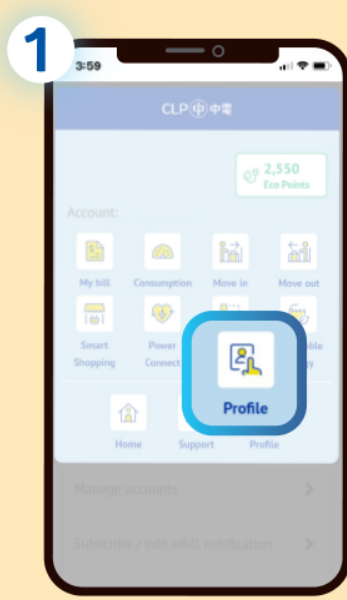 1
3:59
CLP 中電
2,550
Eco Points
Account:
My bill
Consumption
Move in
Move out
Smart
Shopping
Power
Connect
Profile
Home
Support
Profile
Manage accounts
Subscribe / edit eBill notification